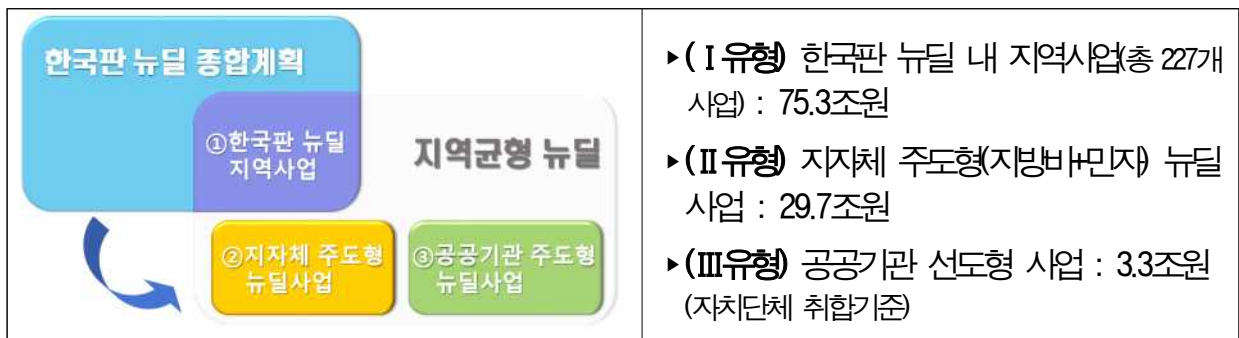 한국판 뉴딜 종합계획
①한국판 뉴딜
지역사업
지역균형 뉴딜
②지자체 주도형
뉴딜사업
③공공기관 주도형
뉴딜사업
▸(Ⅰ유형) 한국판 뉴딜 내 지역사업(총 227개
사업) : 75.3조원
▸(Ⅱ유형) 지자체 주도형(지방비+민자) 뉴딜
사업 : 29.7조원
▸(Ⅲ유형) 공공기관 선도형 사업 : 3.3조원
(자치단체 취합기준)